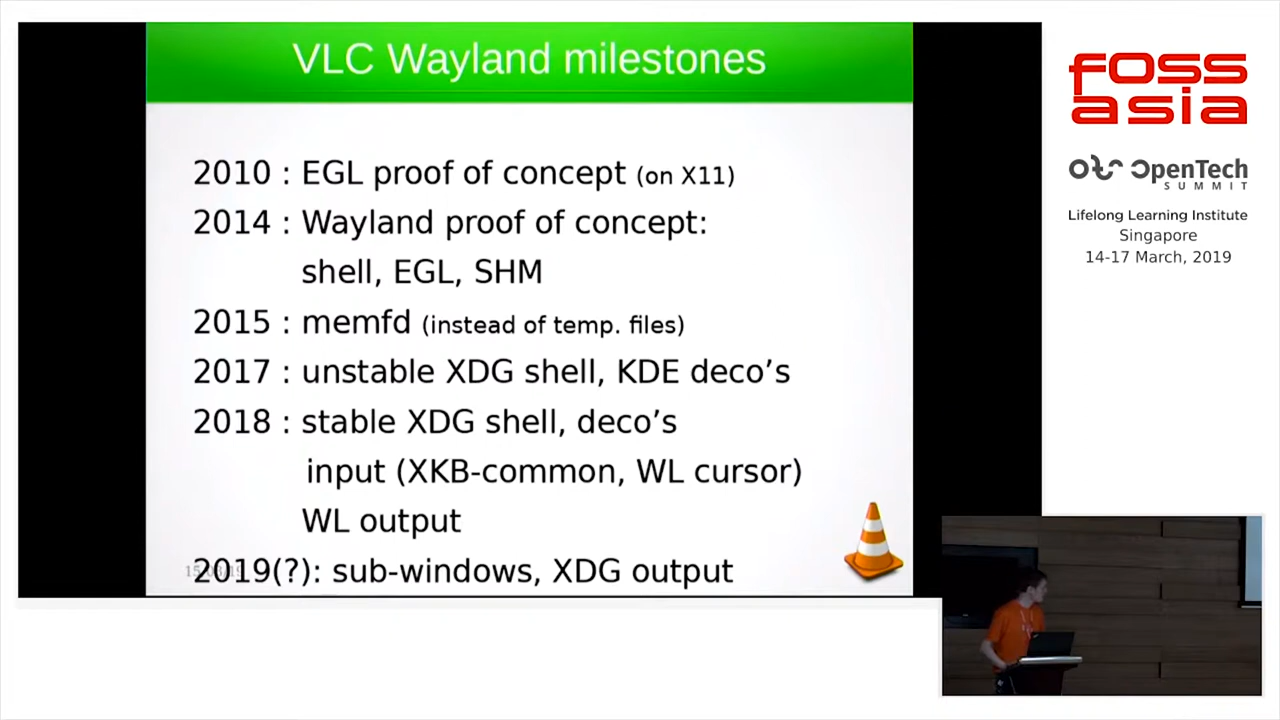 VLC Wayland milestones
2010 : EGL proof of concept (on X11)
2014 : Wayland proof of concept:
shell, EGL, SHM
2015 : memfd (instead of temp. files)
2017 : unstable XDG shell, KDE deco’s
2018 : stable XDG shell, deco’s
input (XKB-common, WL cursor)
WL output
2019(?): sub-windows, XDG output
FOSS
ASIA
OpenTech
SUMMIT
Lifelong Learning Institute
Singapore
14-17 March, 2019